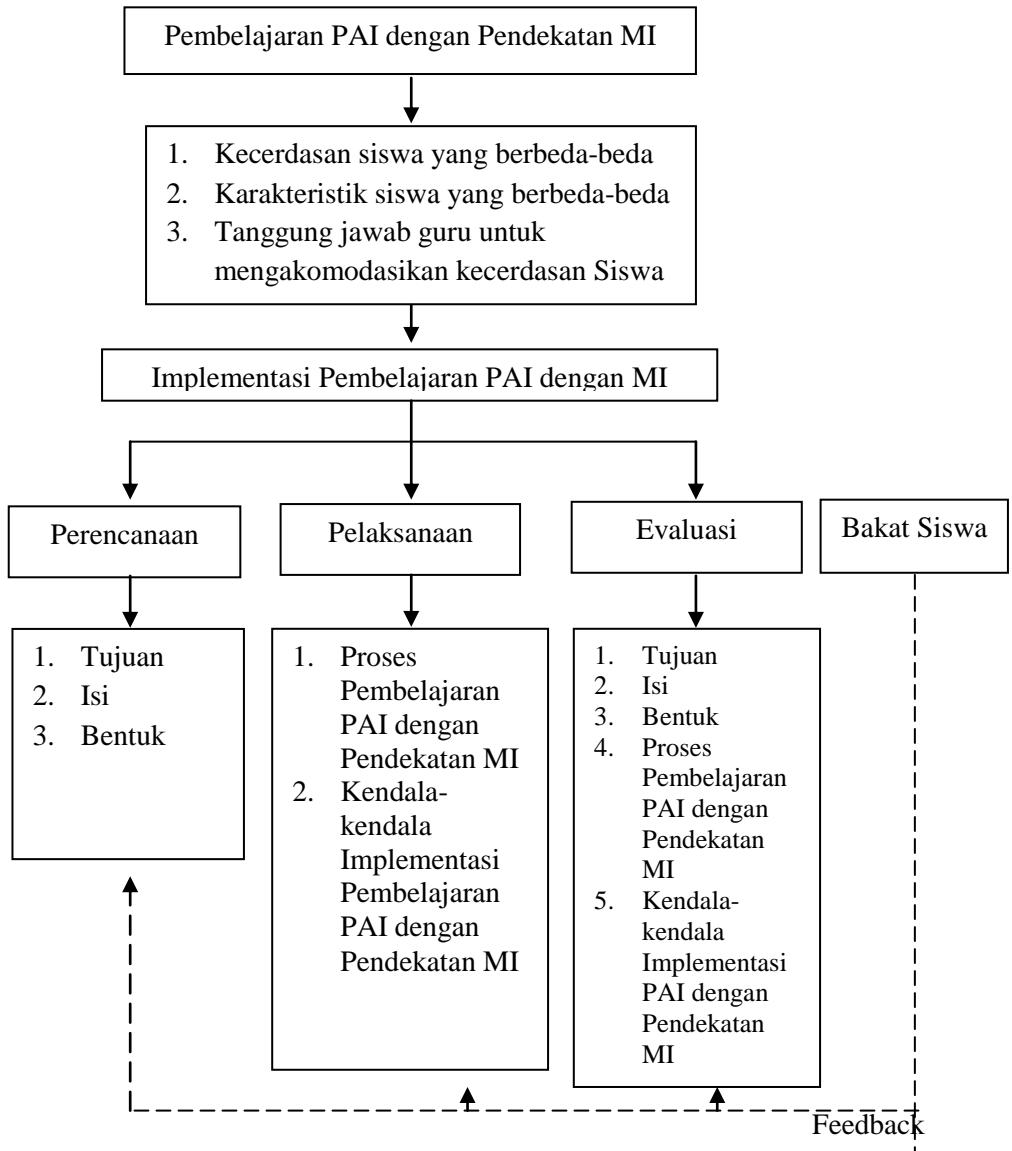 Pembelajaran PAI dengan Pendekatan MI
1. Kecerdasan siswa yang berbeda-beda
2. Karakteristik siswa yang berbeda-beda
3. Tanggung jawab guru untuk
mengakomodasikan kecerdasan Siswa
Implementasi Pembelajaran PAI dengan MI
Perencanaan
Pelaksanaan
Evaluasi
Bakat Siswa
1. Tujuan
2. Isi
3. Bentuk
1. Proses
Pembelajaran
PAI dengan
Pendekatan MI
2. Kendala-
kendala
Implementasi
Pembelajaran
PAI dengan
Pendekatan MI
1. Tujuan
2. Isi
3. Bentuk
4. Proses
Pembelajaran
PAI dengan
Pendekatan
MI
5. Kendala-
kendala
Implementasi
PAI dengan
Pendekatan
MI
Feedback